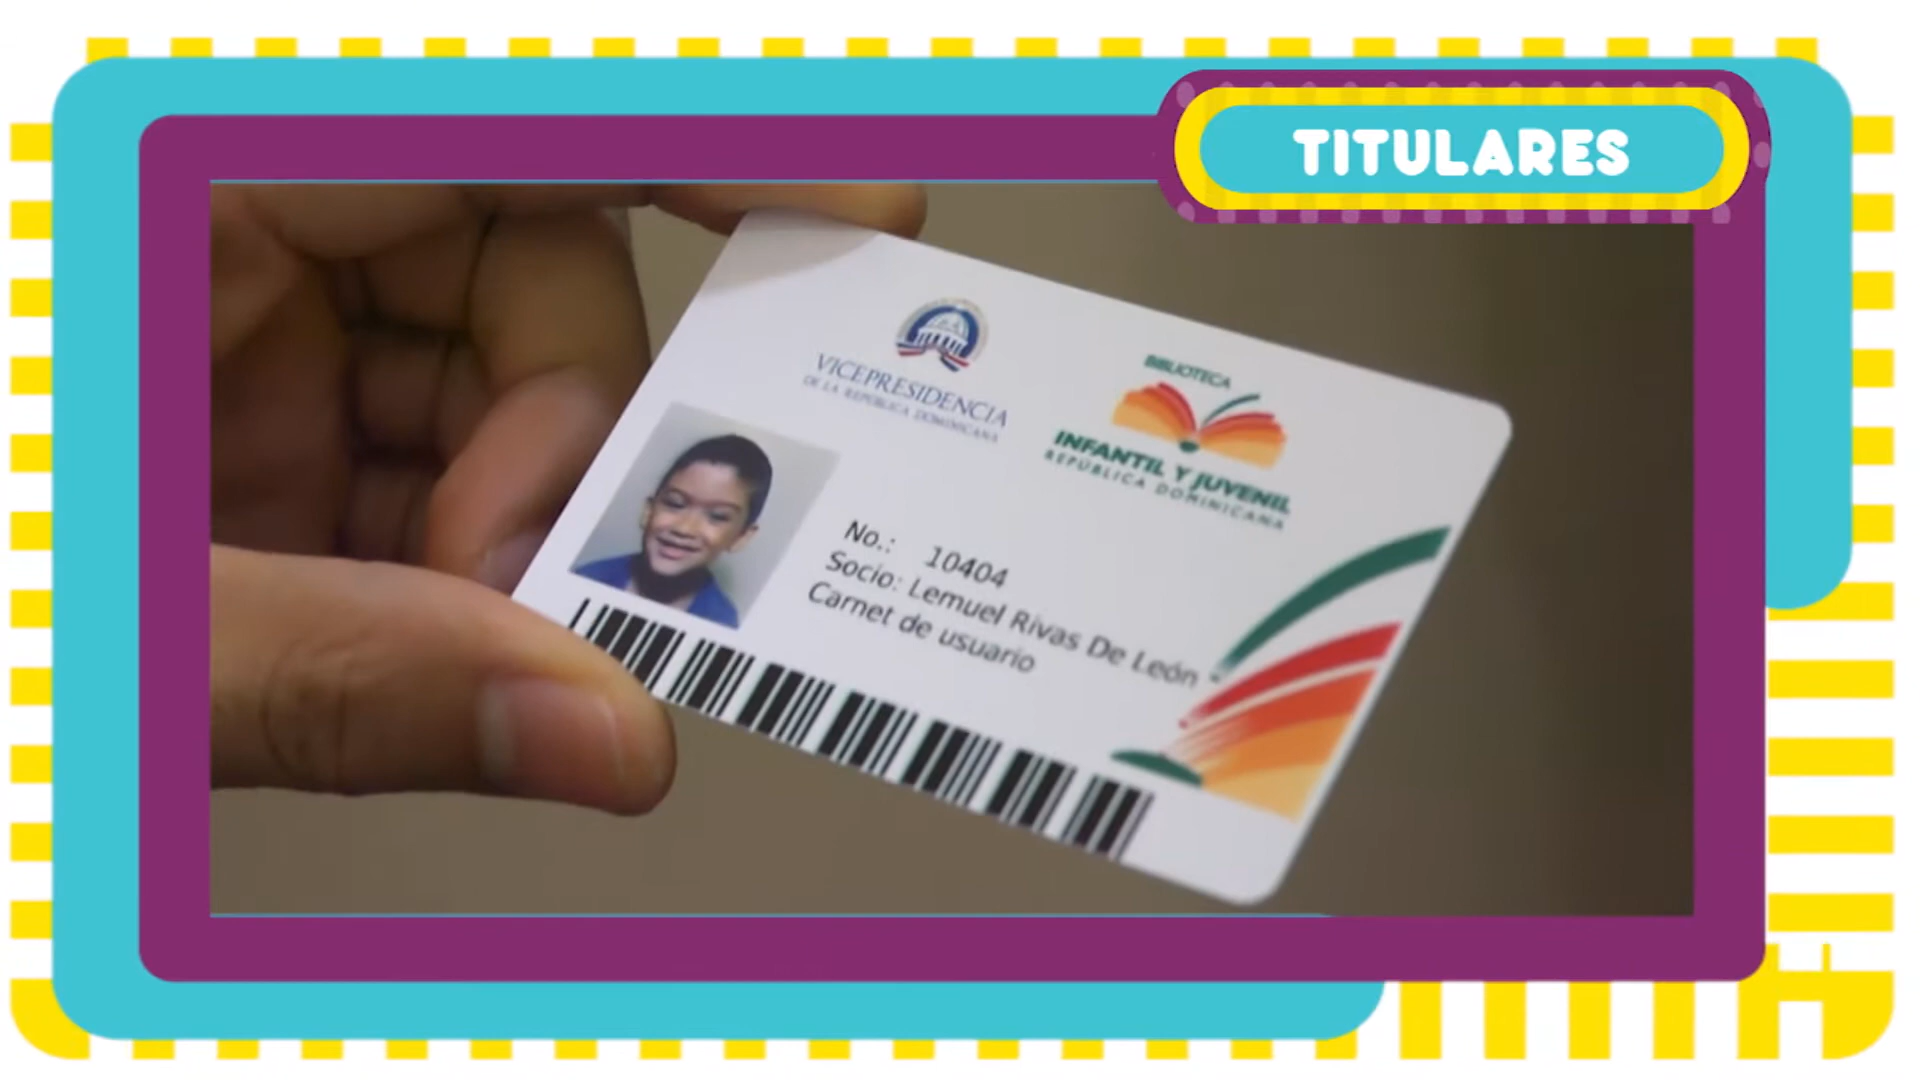 TITULARES
VICEPRESIDENCIA
DE LA REPÚBLICA DOMINICANA
BIBLIOTECA
INFANTIL Y JUVENIL
REPÚBLICA DOMINICANA
No.: 10404
Socio: Lemuel Rivas De León
Carnet de usuario